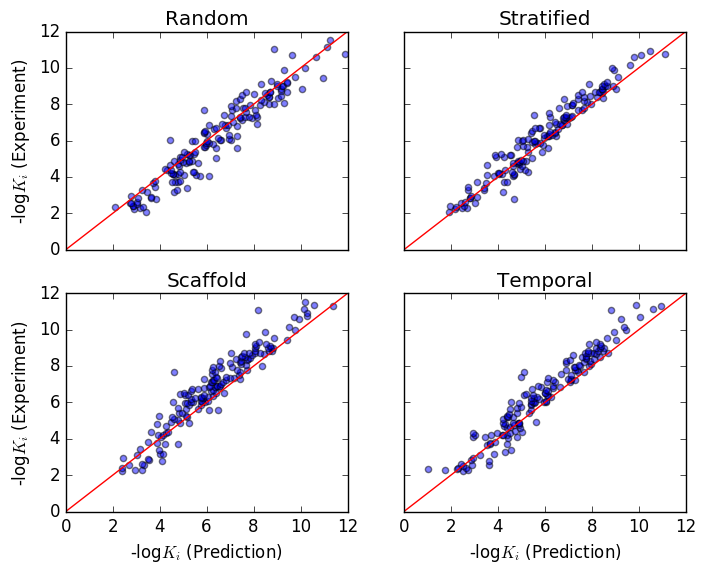 Random
Stratified
12
10
8
6
4
2
0
-logKi (Experiment)
Scaffold
Temporal
12
10
8
6
4
2
0
-logKi (Experiment)
0 2 4 6 8 10 12
0 2 4 6 8 10 12
-logKi (Prediction)
-logKi (Prediction)